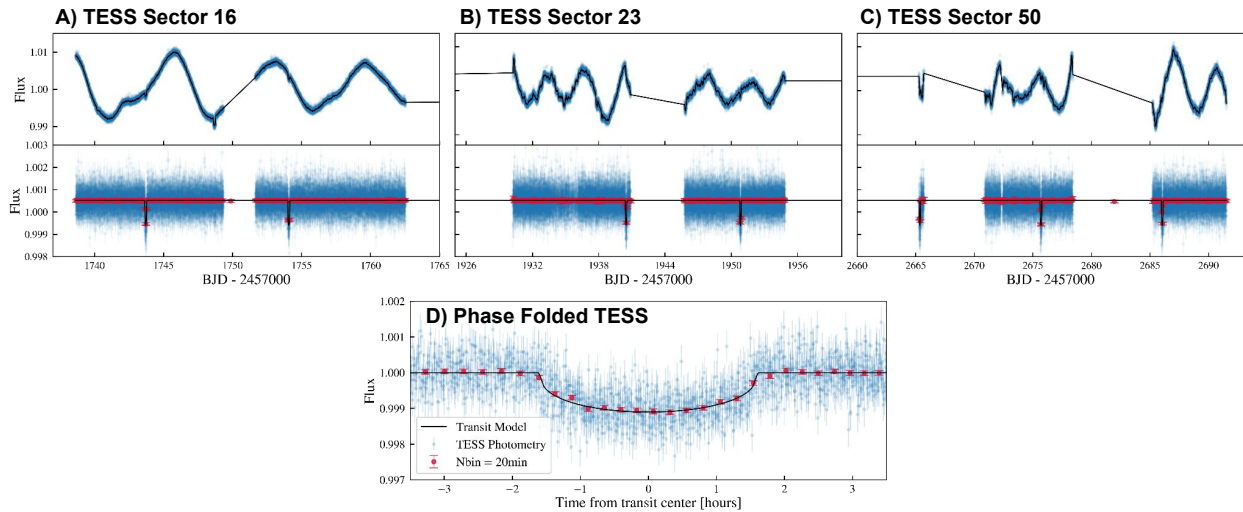 A) TESS Sector 16
B) TESS Sector 23
C) TESS Sector 50
Flux
1.01
1.00
0.99
Flux
1.003
1.002
1.001
1.000
0.999
0.998
1740 1745 1750 1755 1760 1765
BJD - 2457000
1926 1932 1938 1944 1950 1956
BJD - 2457000
2660 2665 2670 2675 2680 2685 2690
BJD - 2457000
D) Phase Folded TESS
Flux
1.002
1.001
1.000
0.999
0.998
0.997
Transit Model
TESS Photometry
Nbin = 20min
−3 −2 −1 0 1 2 3
Time from transit center [hours]